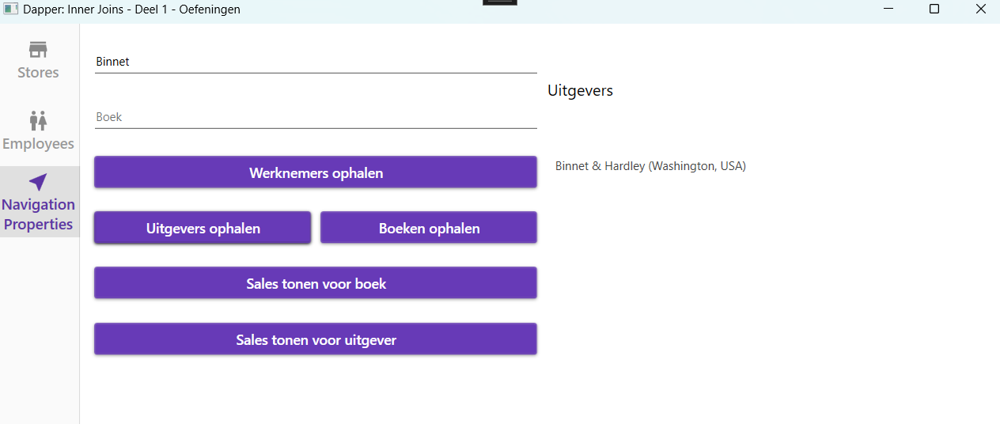 Dapper: Inner Joins - Deel 1 - Oefeningen
Stores
Employees
Navigation
Properties
Binnet
Boek
Werknemers ophalen
Uitgevers ophalen
Boeken ophalen
Sales tonen voor boek
Sales tonen voor uitgever
Uitgevers
Binnet & Hardley (Washington, USA)